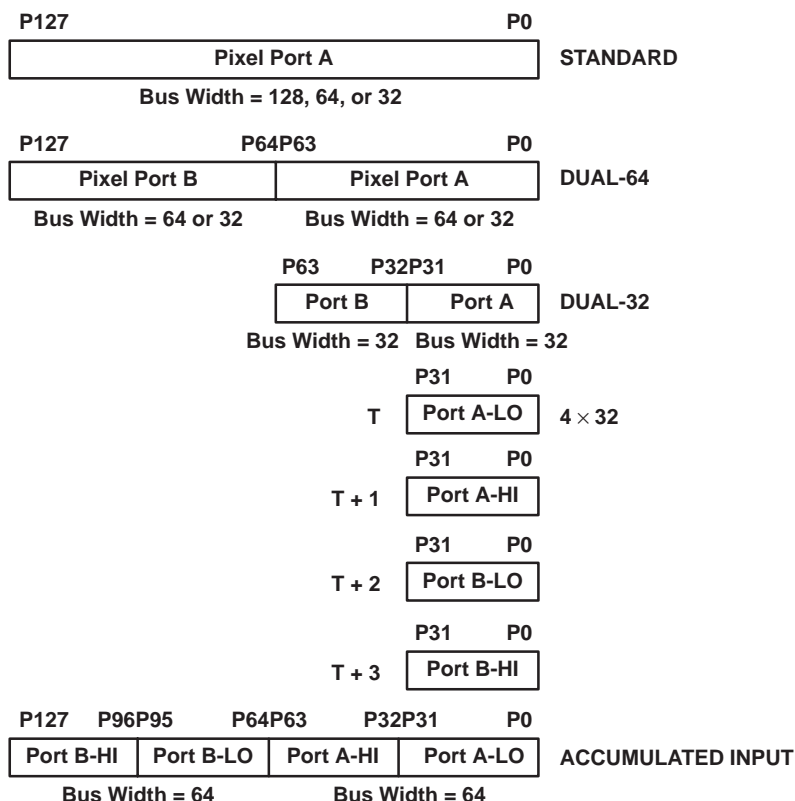 P127 P0
Pixel Port A STANDARD
Bus Width = 128, 64, or 32
P127 P64P63 P0
Pixel Port B Pixel Port A DUAL-64
Bus Width = 64 or 32 Bus Width = 64 or 32
P63 P32P31 P0
Port B Port A DUAL-32
Bus Width = 32 Bus Width = 32
P31 P0
T Port A-LO 4 × 32
P31 P0
T + 1 Port A-HI
P31 P0
T + 2 Port B-LO
P31 P0
T + 3 Port B-HI
P127 P96P95 P64P63 P32P31 P0
Port B-HI Port B-LO Port A-HI Port A-LO ACCUMULATED INPUT
Bus Width = 64 Bus Width = 64